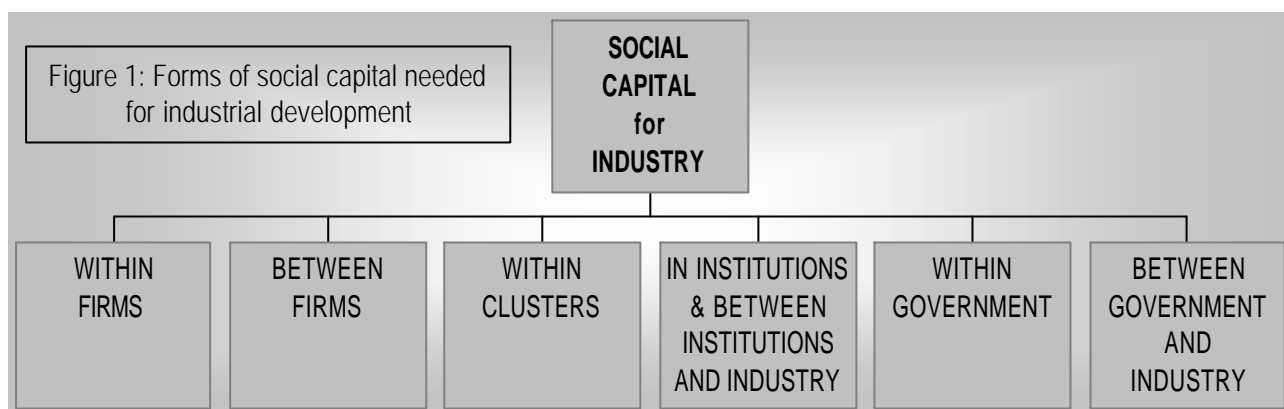 Figure 1: Forms of social capital needed
for industrial development
SOCIAL
CAPITAL
for
INDUSTRY
WITHIN
FIRMS
BETWEEN
FIRMS
WITHIN
CLUSTERS
IN INSTITUTIONS
& BETWEEN
INSTITUTIONS
AND INDUSTRY
WITHIN
GOVERNMENT
BETWEEN
GOVERNMENT
AND
INDUSTRY